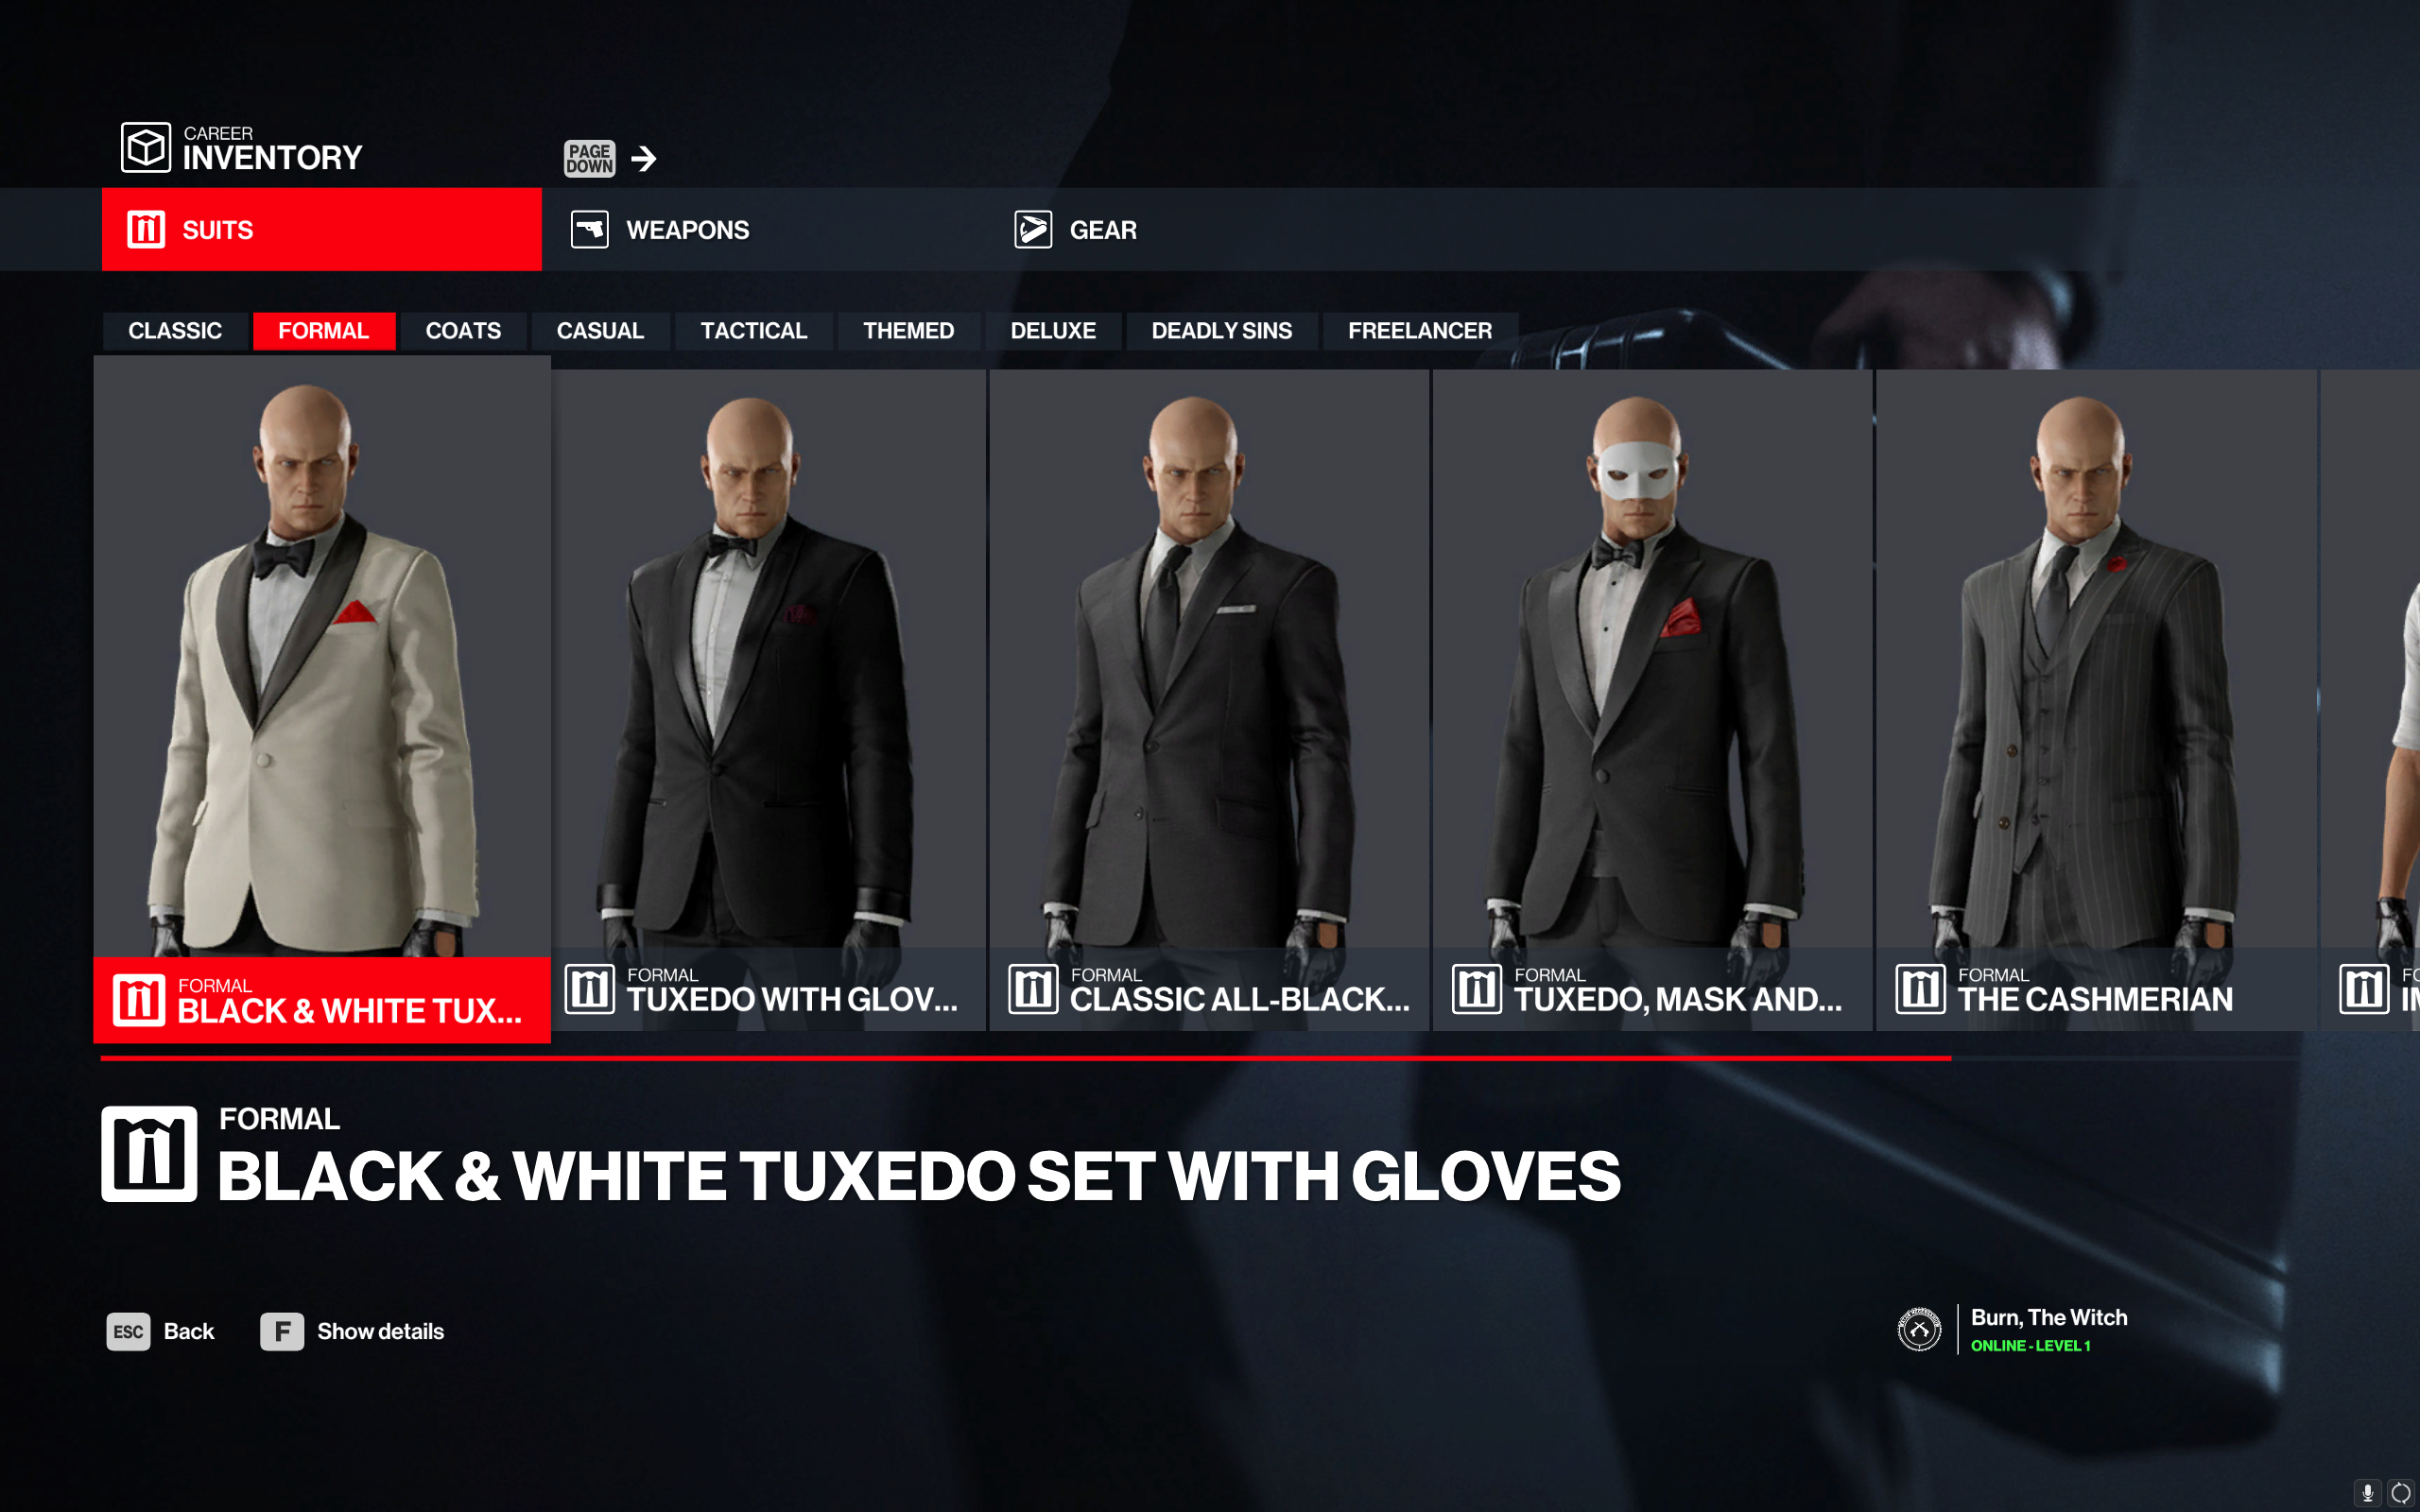 CAREER
INVENTORY
PAGE
DOWN
SUITS
WEAPONS
GEAR
CLASSIC
FORMAL
COATS
CASUAL
TACTICAL
THEMED
DELUXE
DEADLY SINS
FREELANCER
FORMAL
BLACK & WHITE TUX...
FORMAL
TUXEDO WITH GLOV...
FORMAL
CLASSIC ALL-BLACK...
FORMAL
TUXEDO, MASK AND...
FORMAL
THE CASHMERIAN
FORMAL
BLACK & WHITE TUXEDO SET WITH GLOVES
ESC Back
F Show details
Burn, The Witch
ONLINE - LEVEL 1